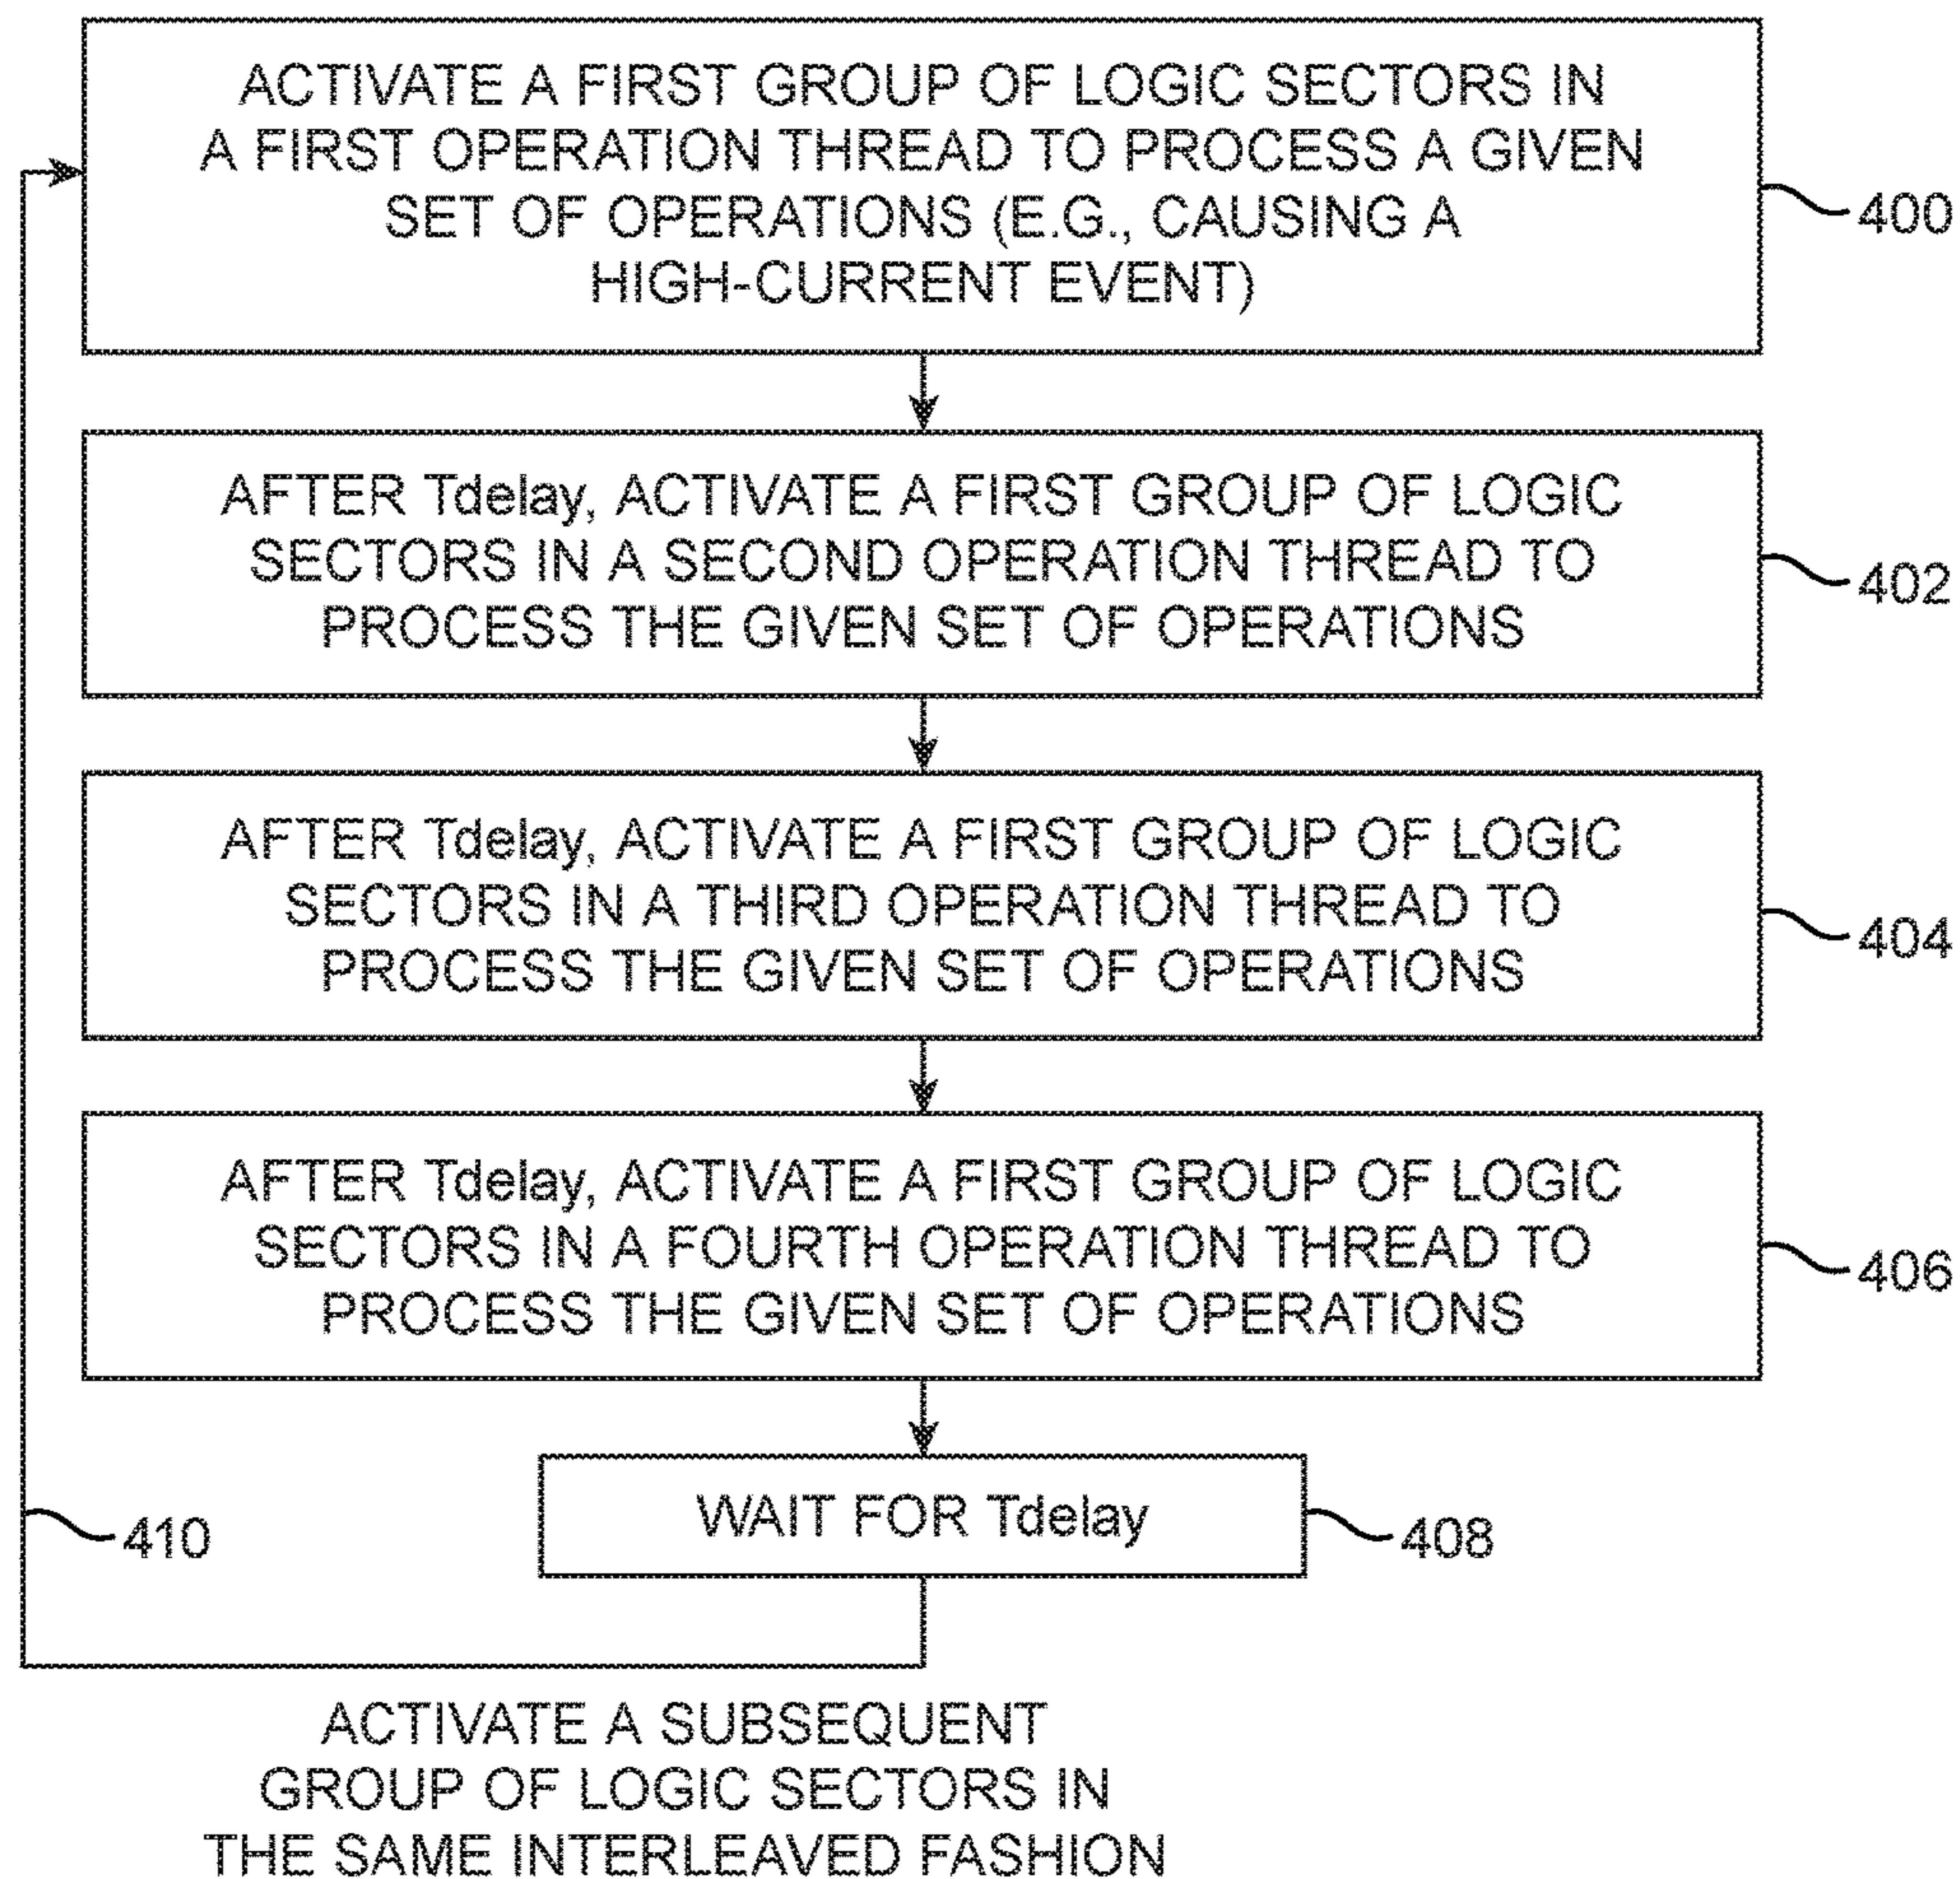 ACTIVATE A FIRST GROUP OF LOGIC SECTORS IN
A FIRST OPERATION THREAD TO PROCESS A GIVEN
SET OF OPERATIONS (E.G., CAUSING A
HIGH-CURRENT EVENT)
400
AFTER Tdelay, ACTIVATE A FIRST GROUP OF LOGIC
SECTORS IN A SECOND OPERATION THREAD TO
PROCESS THE GIVEN SET OF OPERATIONS
402
AFTER Tdelay, ACTIVATE A FIRST GROUP OF LOGIC
SECTORS IN A THIRD OPERATION THREAD TO
PROCESS THE GIVEN SET OF OPERATIONS
404
AFTER Tdelay, ACTIVATE A FIRST GROUP OF LOGIC
SECTORS IN A FOURTH OPERATION THREAD TO
PROCESS THE GIVEN SET OF OPERATIONS
406
WAIT FOR Tdelay
408
410
ACTIVATE A SUBSEQUENT
GROUP OF LOGIC SECTORS IN
THE SAME INTERLEAVED FASHION